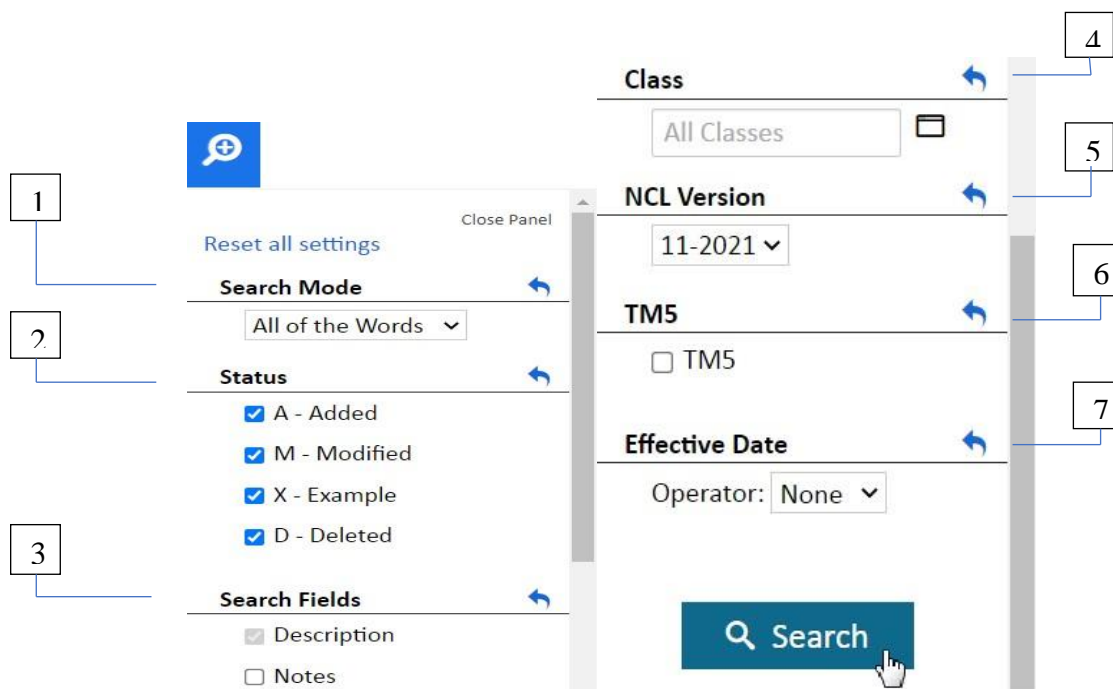 1
Close Panel
Reset all settings
Search Mode
All of the Words
2
Status
A - Added
M - Modified
X - Example
D - Deleted
3
Search Fields
Description
Notes
4
Class
All Classes
5
NCL Version
11-2021
6
TM5
TM5
7
Effective Date
Operator: None
Search